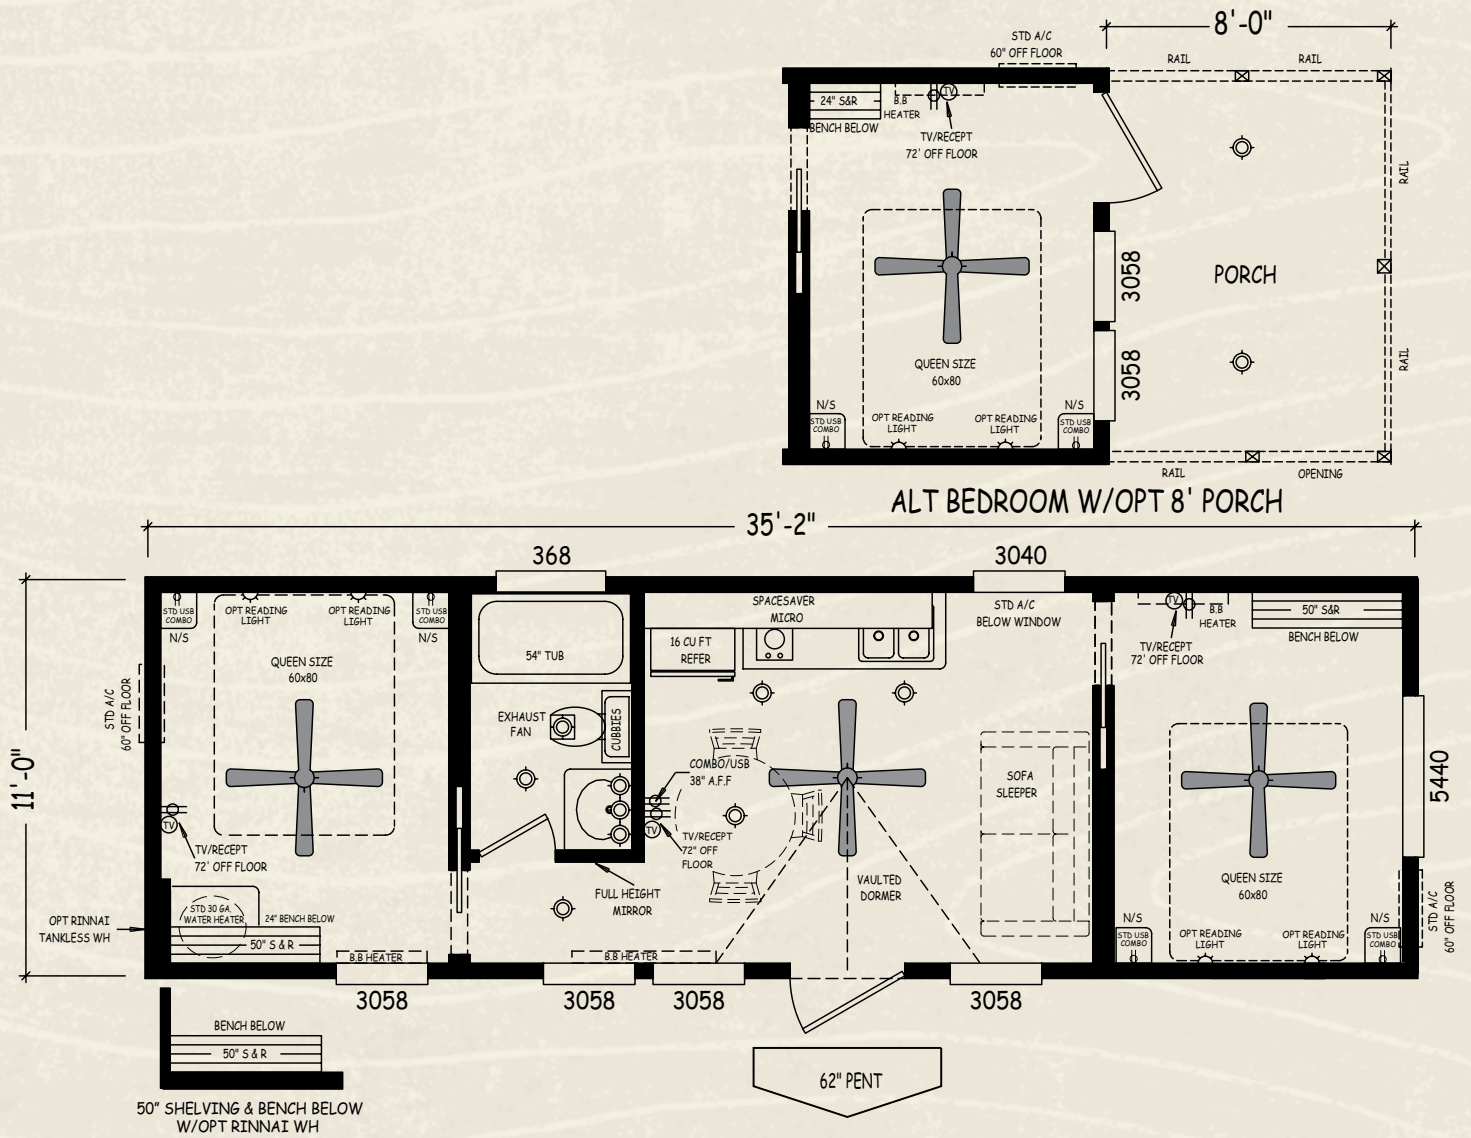 8'-0"
STD A/C
60" OFF FLOOR
RAIL
RAIL
24" S&R
BENCH BELOW
B.B
HEATER
TV
TV/RECEPT
72' OFF FLOOR
RAIL
3058
PORCH
QUEEN SIZE
60x80
3058
RAIL
N/S
STD USB
COMBO
OPT READING
LIGHT
OPT READING
LIGHT
N/S
STD USB
COMBO
RAIL
OPENING
ALT BEDROOM W/OPT 8' PORCH
35'-2"
368
3040
STD USB
COMBO
N/S
OPT READING
LIGHT
OPT READING
LIGHT
STD USB
COMBO
N/S
SPACESAVER
MICRO
STD A/C
BELOW WINDOW
TV
B.B
HEATER
50" S&R
BENCH BELOW
TV/RECEPT
72' OFF FLOOR
16 CU FT
REFER
54" TUB
QUEEN SIZE
60x80
STD A/C
60" OFF FLOOR
EXHAUST
FAN
CUBBIES
COMBO/USB
38" A.F.F
SOFA
SLEEPER
11'-0"
5440
TV
TV/RECEPT
72' OFF FLOOR
TV
TV/RECEPT
72" OFF
FLOOR
VAULTED
DORMER
QUEEN SIZE
60x80
FULL HEIGHT
MIRROR
OPT RINNAI
TANKLESS WH
STD 30 GA.
WATER HEATER
24" BENCH BELOW
50" S & R
B.B HEATER
B.B HEATER
N/S
STD USB
COMBO
OPT READING
LIGHT
OPT READING
LIGHT
N/S
STD USB
COMBO
STD A/C
60" OFF FLOOR
3058
3058
3058
3058
BENCH BELOW
50" S & R
62" PENT
50" SHELVING & BENCH BELOW
W/OPT RINNAI WH